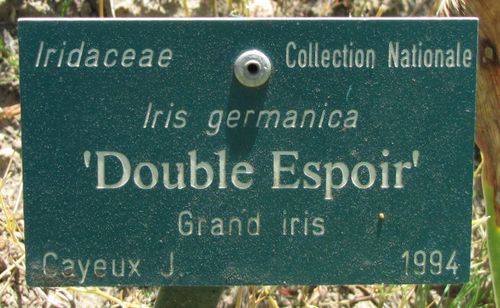 Iridaceae Collection Nationale
Iris germanica
'Double Espoir'
Grand iris
Cayeux J. 1994